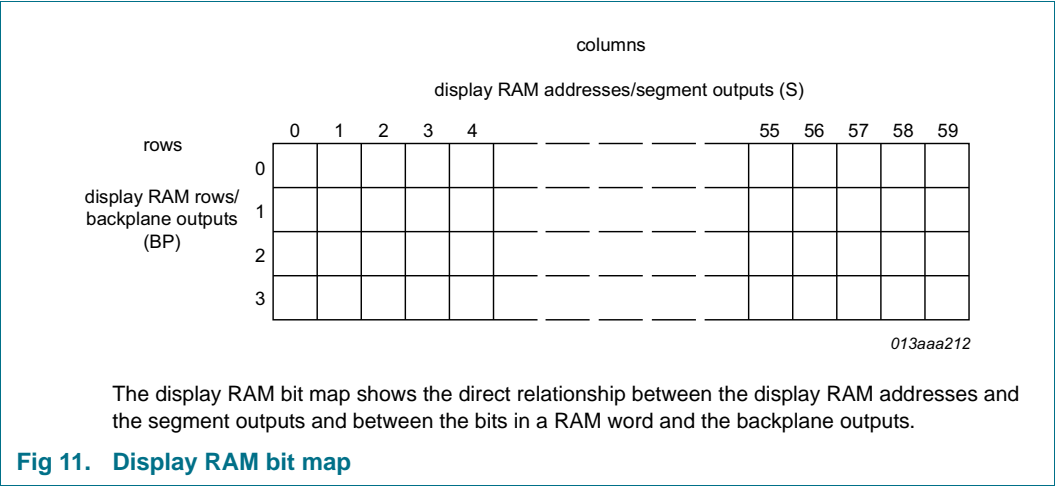 columns
display RAM addresses/segment outputs (S)
0 1 2 3 4 55 56 57 58 59
rows
0
display RAM rows/
backplane outputs
(BP)
1
2
3
013aaa212
The display RAM bit map shows the direct relationship between the display RAM addresses and
the segment outputs and between the bits in a RAM word and the backplane outputs.
Fig 11. Display RAM bit map